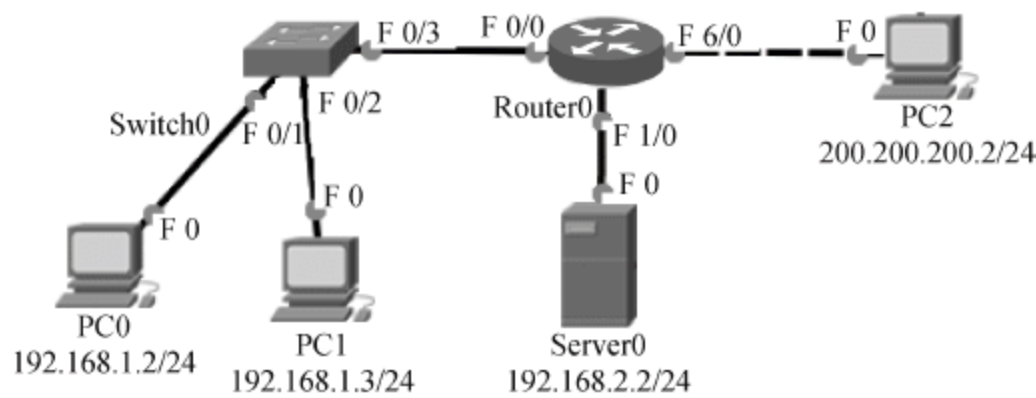 F 0/3
F 0/0
F 6/0
F 0
Switch0
F 0/1
F 0/2
Router0
F 1/0
PC2
200.200.200.2/24
F 0
F 0
F 0
PC0
192.168.1.2/24
PC1
192.168.1.3/24
Server0
192.168.2.2/24